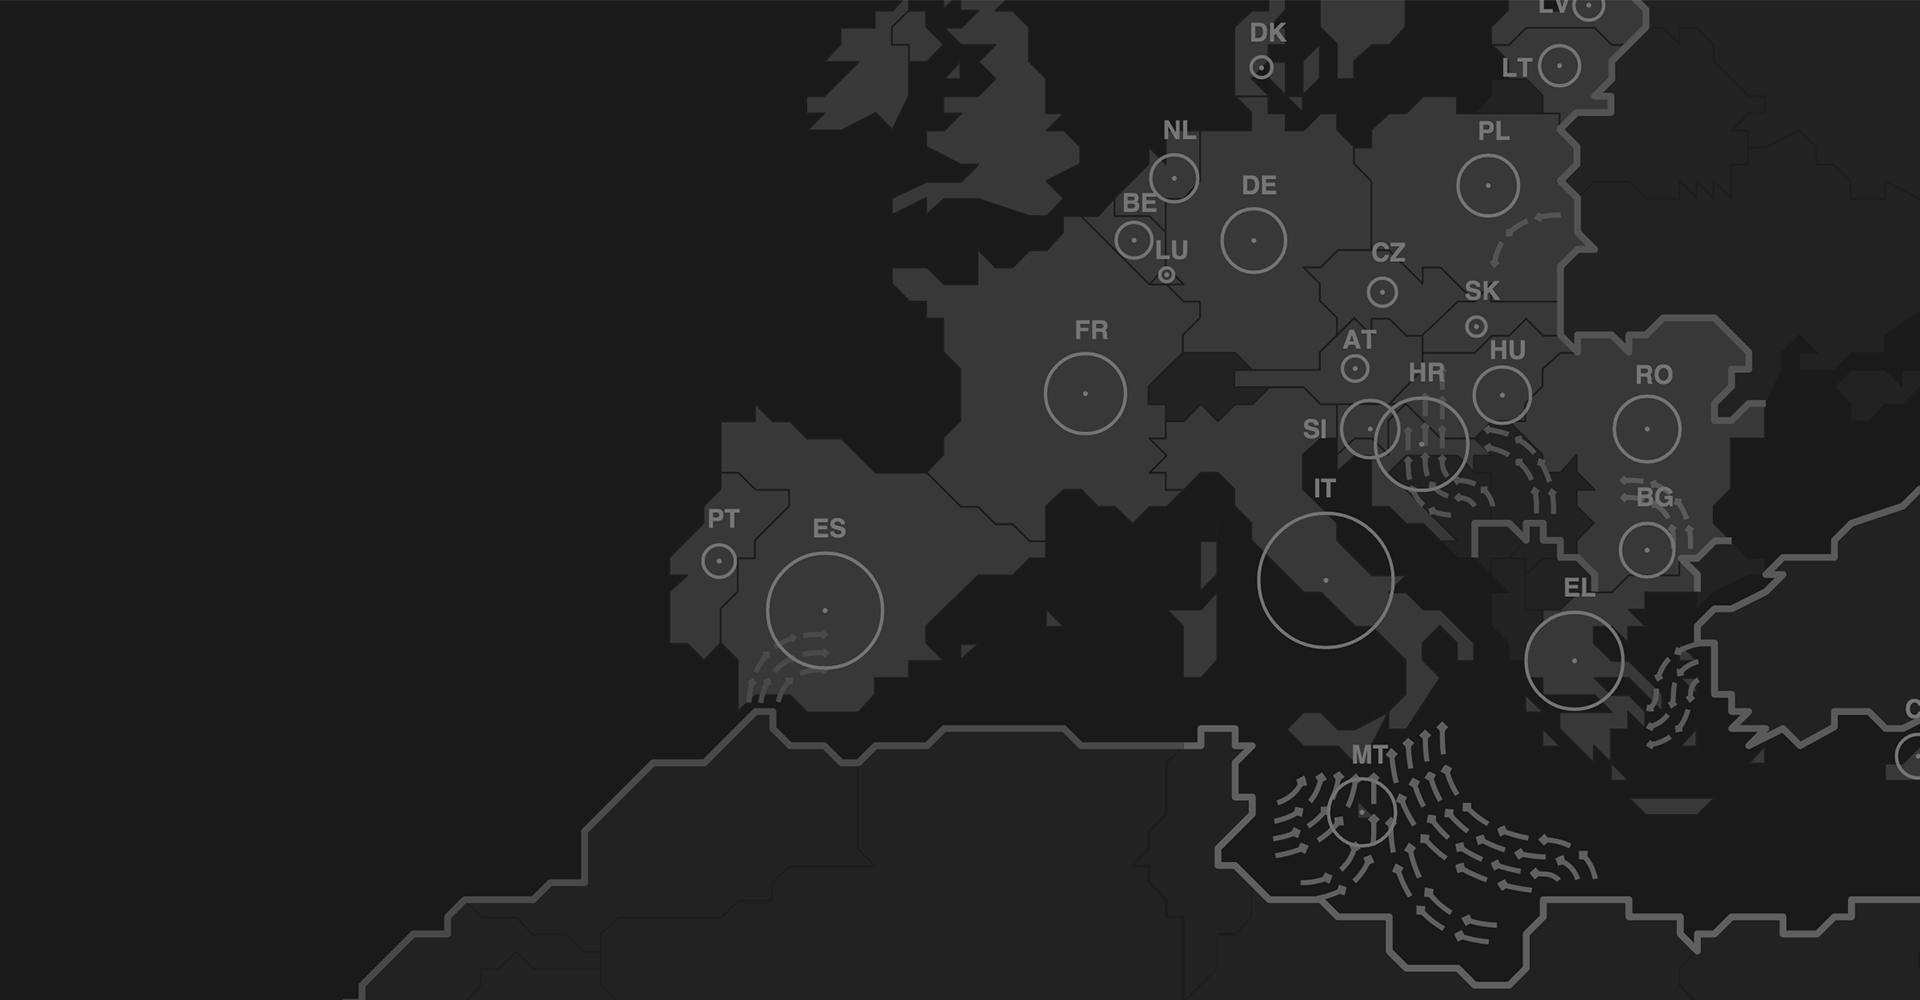 LV
DK
LT
NL
PL
DE
BE
LU
CZ
SK
FR
AT
HU
HR
RO
SI
IT
BG
PT
ES
EL
MT
C